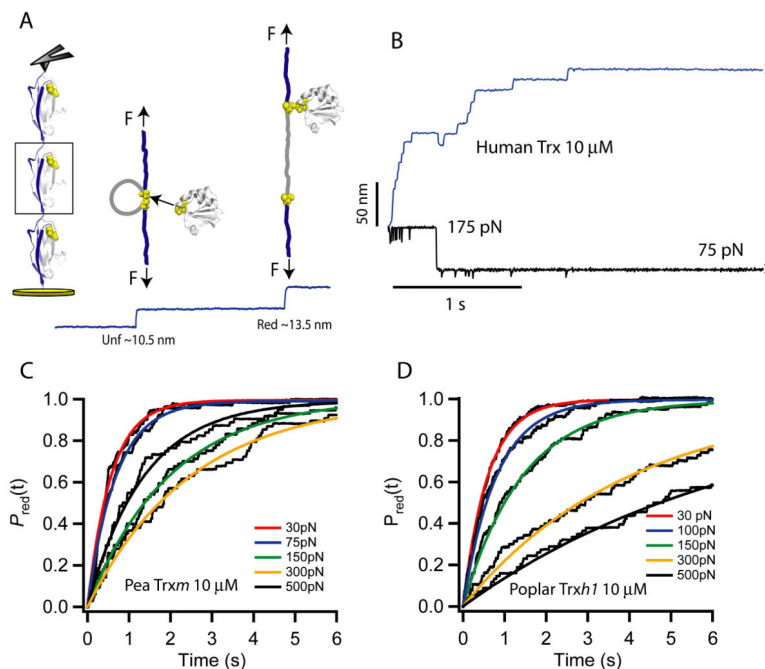 A
F
F
F
F
Unf ~10.5 nm
Red ~13.5 nm
B
Human Trx 10 μM
50 nm
175 pN
75 pN
1 s
C
P_red(t)
1.0
0.8
0.6
0.4
0.2
0.0
0 1 2 3 4 5 6
Time (s)
30pN
75pN
150pN
300pN
500pN
Pea Trxm 10 μM
D
P_red(t)
1.0
0.8
0.6
0.4
0.2
0.0
0 1 2 3 4 5 6
Time (s)
30 pN
100pN
150pN
300pN
500pN
Poplar Trxh1 10 μM